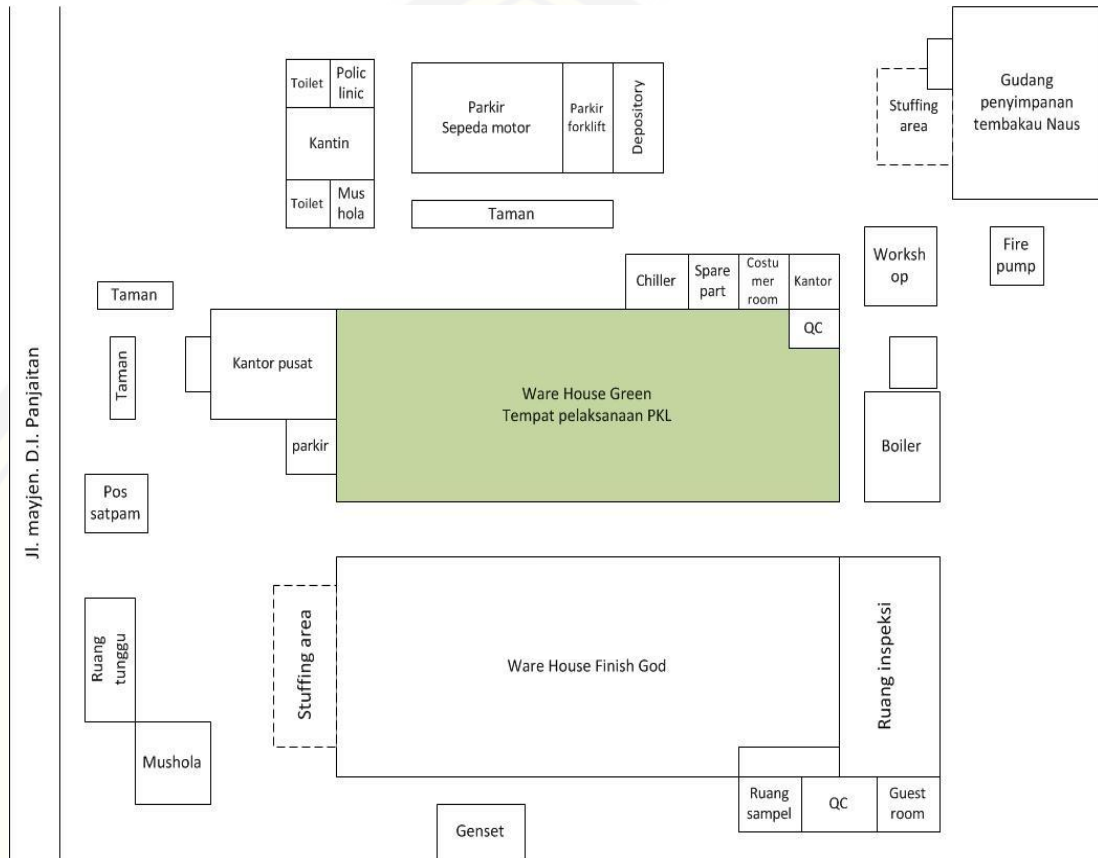 Toilet
Polic
linic
Kantin
Toilet
Mus
hola
Parkir
Sepeda motor
Parkir
forklift
Depository
Taman
Stuffing
area
Gudang
penyimpanan
tembakau Naus
Worksh
op
Fire
pump
Chiller
Spare
part
Costu
mer
room
Kantor
QC
Taman
Taman
Kantor pusat
parkir
Ware House Green
Tempat pelaksanaan PKL
Boiler
Jl. mayjen. D.I. Panjaitan
Pos
satpam
Ruang
tunggu
Mushola
Stuffing area
Ware House Finish God
Ruang inspeksi
Ruang
sampel
QC
Guest
room
Genset